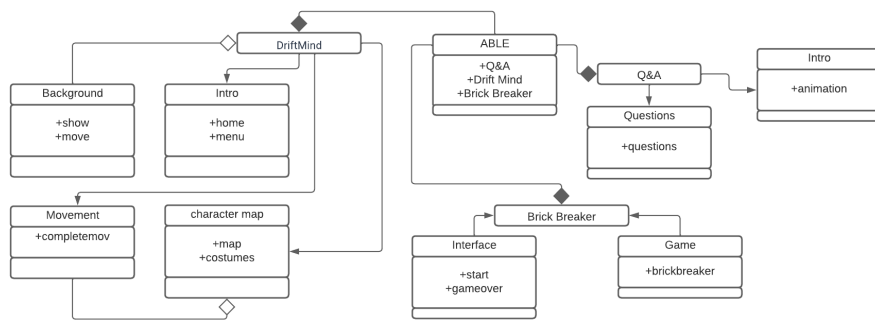 DriftMind
ABLE
+Q&A
+Drift Mind
+Brick Breaker
Q&A
Intro
+animation
Background
+show
+move
Intro
+home
+menu
Questions
+questions
Movement
+completemov
character map
+map
+costumes
Brick Breaker
Interface
+start
+gameover
Game
+brickbreaker